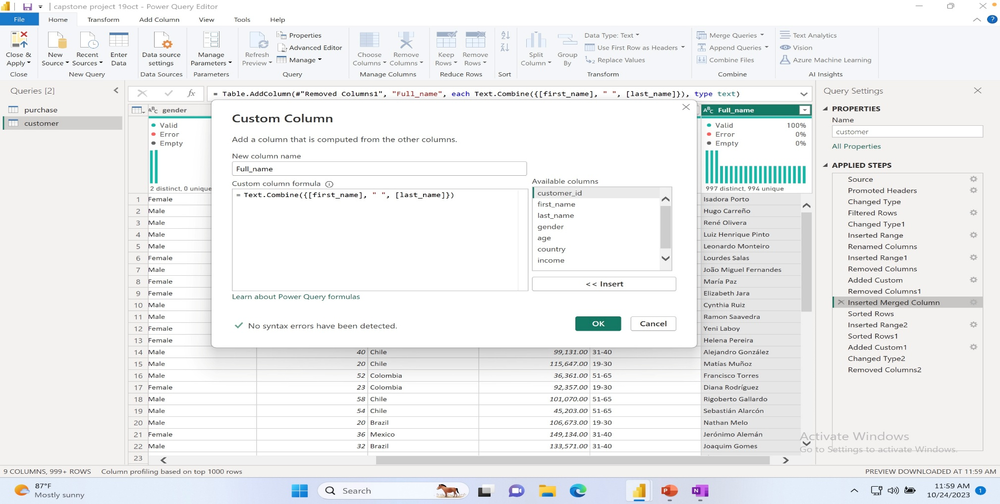 capstone project 19oct - Power Query Editor
File Home Transform Add Column View Tools Help
Close & Apply
Close
New Source
Recent Sources
Enter Data
New Query
Data source settings
Data Sources
Manage Parameters
Parameters
Refresh Preview
Properties
Advanced Editor
Manage
Query
Choose Columns
Remove Columns
Manage Columns
Keep Rows
Remove Rows
Reduce Rows
Sort
Split Column
Group By
Data Type: Text
Use First Row as Headers
Replace Values
Transform
Merge Queries
Append Queries
Combine Files
Combine
Text Analytics
Vision
Azure Machine Learning
AI Insights
Queries [2]
purchase
customer
fx
= Table.AddColumn(#"Removed Columns1", "Full_name", each Text.Combine({[first_name], " ", [last_name]}), type text)
ABC gender
Valid
Error
Empty
2 distinct, 0 unique
1 Female
2 Male
3 Male
4 Male
5 Male
6 Female
7 Male
8 Female
9 Female
10 Male
11 Male
12 Female
13 Female
Custom Column
Add a column that is computed from the other columns.
New column name
Full_name
Custom column formula
= Text.Combine({[first_name], " ", [last_name]})
Available columns
customer_id
first_name
last_name
gender
age
country
income
<< Insert
Learn about Power Query formulas
No syntax errors have been detected.
OK
Cancel
ABC Full_name
Valid 100%
Error 0%
Empty 0%
997 distinct, 994 unique
Isadora Porto
Hugo Carreño
René Olivera
Luiz Henrique Pinto
Leonardo Monteiro
Lourdes Salas
João Miguel Fernandes
María Paz
Elizabeth Jara
Cynthia Ruiz
Ramon Saavedra
Yeni Laboy
Helena Pereira
14 Male 40 Chile 99,131.00 31-40 Alejandro González
15 Male 20 Chile 115,647.00 19-30 Matías Muñoz
16 Male 52 Colombia 36,361.00 51-65 Francisco Torres
17 Female 23 Colombia 92,357.00 19-30 Diana Rodríguez
18 Male 58 Chile 101,070.00 51-65 Rigoberto Gallardo
19 Male 54 Chile 45,203.00 51-65 Sebastián Alarcón
20 Male 20 Brazil 106,673.00 19-30 Nathan Melo
21 Female 36 Mexico 149,134.00 31-40 Jerónimo Alemán
22 Male 32 Brazil 133,571.00 31-40 Joaquim Gomes
23
Query Settings
PROPERTIES
Name
customer
All Properties
APPLIED STEPS
Source
Promoted Headers
Changed Type
Filtered Rows
Changed Type1
Inserted Range
Renamed Columns
Inserted Range1
Removed Columns
Added Custom
Removed Columns1
Inserted Merged Column
Sorted Rows
Inserted Range2
Sorted Rows1
Added Custom1
Changed Type2
Removed Columns2
Activate Windows
Go to Settings to activate Windows.
9 COLUMNS, 999+ ROWS Column profiling based on top 1000 rows
PREVIEW DOWNLOADED AT 11:59 AM
87°F
Mostly sunny
Search
11:59 AM
10/24/2023
1